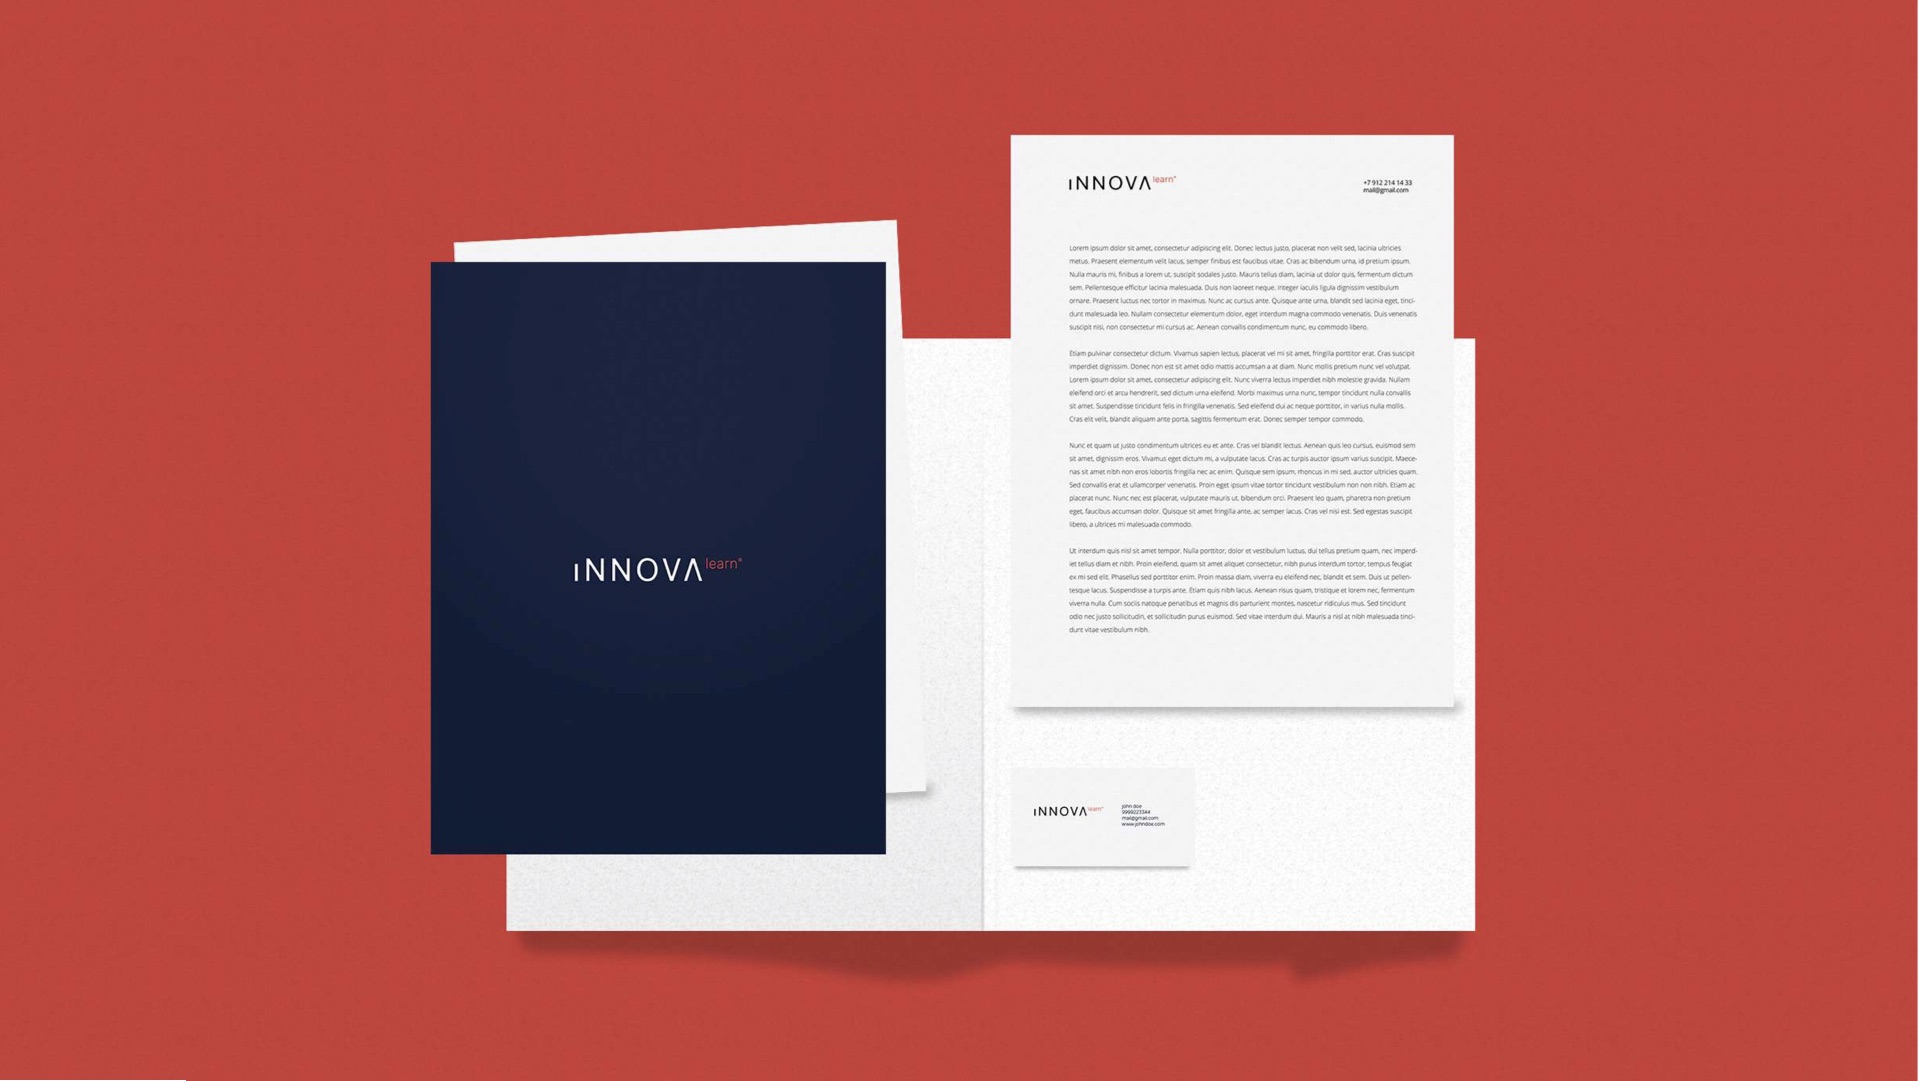 iNNOVA learn°
iNNOVA learn°
+7 912 214 14 33
mail@gmail.com
Lorem ipsum dolor sit amet, consectetur adipiscing elit. Donec lectus justo, placerat non velit sed, lacinia ultricies
metus. Praesent elementum velit lacus, semper finibus est faucibus vitae. Cras ac bibendum urna, id pretium ipsum.
Nulla mauris mi, finibus a lorem ut, suscipit sodales justo. Mauris tellus diam, lacinia ut dolor quis, fermentum dictum
sem. Pellentesque efficitur lacinia malesuada. Duis non laoreet neque. Integer iaculis ligula dignissim vestibulum
ornare. Praesent luctus nec tortor in maximus. Nunc ac cursus ante. Quisque ante urna, blandit sed lacinia eget, tinci-
dunt malesuada leo. Nullam consectetur elementum dolor, eget interdum magna commodo venenatis. Duis venenatis
suscipit nisi, non consectetur mi cursus ac. Aenean convallis condimentum nunc, eu commodo libero.
Etiam pulvinar consectetur dictum. Vivamus sapien lectus, placerat vel mi sit amet, fringilla porttitor erat. Cras suscipit
imperdiet dignissim. Donec non est sit amet odio mattis accumsan a at diam. Nunc mollis pretium nunc vel volutpat.
Lorem ipsum dolor sit amet, consectetur adipiscing elit. Nunc viverra lectus imperdiet nibh molestie gravida. Nullam
eleifend orci et arcu hendrerit, sed dictum urna eleifend. Morbi maximus urna nunc, tempor tincidunt nulla convallis
sit amet. Suspendisse tincidunt felis in fringilla venenatis. Sed eleifend dui ac neque porttitor, in varius nulla mollis.
Cras elit velit, blandit aliquam ante porta, sagittis fermentum erat. Donec semper tempor commodo.
Nunc et quam ut justo condimentum ultrices eu et ante. Cras vel blandit lectus. Aenean quis leo cursus, euismod sem
sit amet, dignissim eros. Vivamus eget dictum mi, a vulputate lacus. Cras ac turpis auctor ipsum varius suscipit. Maece-
nas sit amet nibh non eros lobortis fringilla nec ac enim. Quisque sem ipsum, rhoncus in mi sed, auctor ultricies quam.
Sed convallis erat et ullamcorper venenatis. Proin eget ipsum vitae tortor tincidunt vestibulum non non nibh. Etiam ac
placerat nunc. Nunc nec est placerat, vulputate mauris ut, bibendum orci. Praesent leo quam, pharetra non pretium
eget, faucibus accumsan dolor. Quisque sit amet fringilla ante, ac semper lacus. Cras vel nisi est. Sed egestas suscipit
libero, a ultrices mi malesuada commodo.
Ut interdum quis nisl sit amet tempor. Nulla porttitor, dolor et vestibulum luctus, dui tellus pretium quam, nec imperd-
iet tellus diam et nibh. Proin eleifend, quam sit amet aliquet consectetur, nibh purus interdum tortor, tempus feugiat
ex mi sed elit. Phasellus sed porttitor enim. Proin massa diam, viverra eu eleifend nec, blandit et sem. Duis ut pellen-
tesque lacus. Suspendisse a turpis ante. Etiam quis nibh lacus. Aenean risus quam, tristique et lorem nec, fermentum
viverra nulla. Cum sociis natoque penatibus et magnis dis parturient montes, nascetur ridiculus mus. Sed tincidunt
odio nec justo sollicitudin, et sollicitudin purus euismod. Sed vitae interdum dui. Mauris a nisl at nibh malesuada tinci-
dunt vitae vestibulum nibh.
iNNOVA learn°
john doe
9999223344
mail@gmail.com
www.johndoe.com